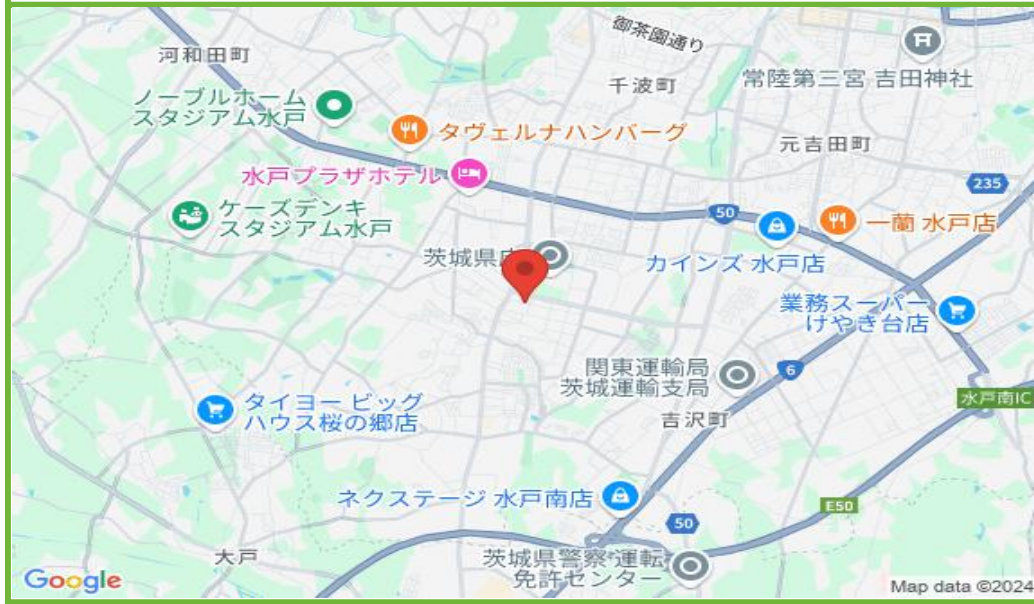 御茶園通り
河和田町
千波町
常陸第三宮 吉田神社
ノーブルホーム
スタジアム水戸
タヴェルナハンバーグ
元吉田町
水戸プラザホテル
235
ケーズデンキ
スタジアム水戸
50
一蘭 水戸店
茨城県
カインズ 水戸店
業務スーパー
けやき台店
関東運輸局
茨城運輸支局
6
水戸南IC
タイヨー ビッグ
ハウス桜の郷店
吉沢町
ネクステージ 水戸南店
E50
50
大戸
茨城県警察 運転
免許センター
Google
Map data ©2024